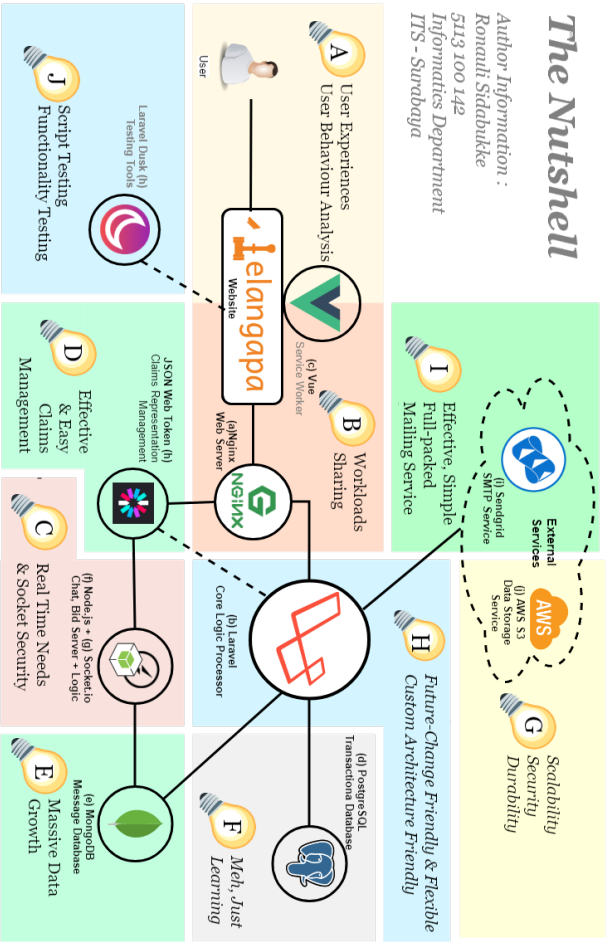 The Nutshell
Author Information :
Ronauli Sidabukke
5113 100 142
Informatics Department
ITS - Surabaya
A
User Experiences
User Behaviour Analysis
User
J
Script Testing
Functionality Testing
Laravel Dusk (h)
Testing Tools
elangapa
Website
(c) Vue
Service Worker
B
Workloads
Sharing
(a)Nginx
Web Server
NGINX
I
Effective, Simple
Full-packed
Mailing Service
(i) Sendgrid
SMTP Service
External
Services
AWS
(j) AWS S3
Data Storage
Service
G
Scalability
Security
Durability
D
Effective
& Easy
Claims
Management
JSON Web Token (h)
Claims Representation
Management
C
Real Time Needs
& Socket Security
(f) Node.js + (g) Socket.io
Chat, Bid Server + Logic
(b) Laravel
Core Logic Processor
H
Future-Change Friendly & Flexible
Custom Architecture Friendly
(d) PostgreSQL
Transactiona Database
F
Meh, Just
Learning
E
Massive Data
Growth
(e) MongoDB
Message Database